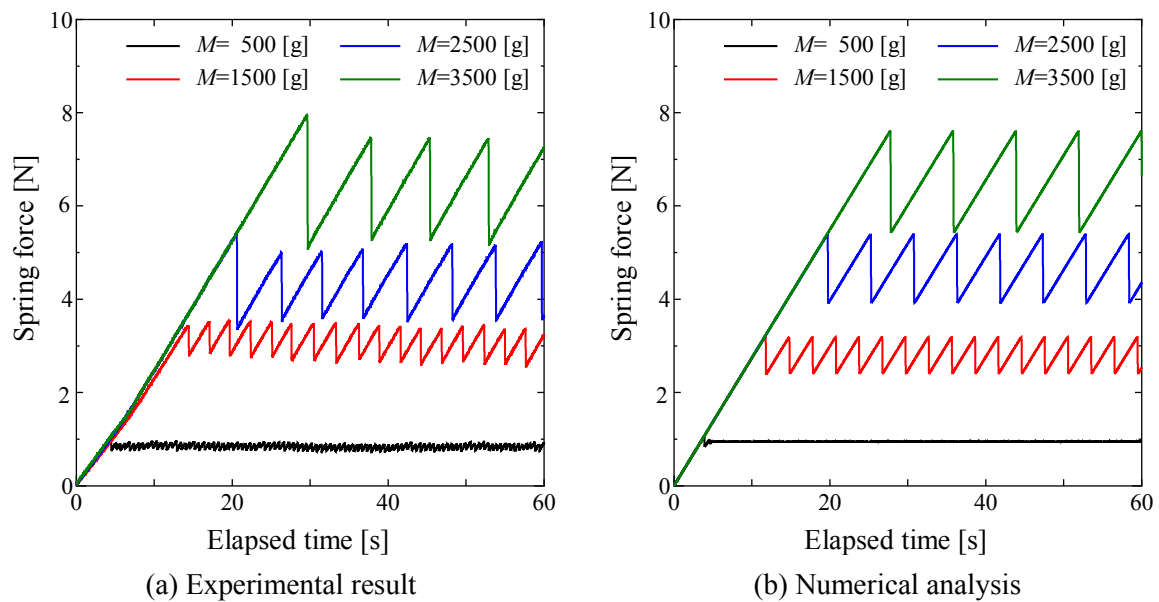 10
8
6
4
2
0
Spring force [N]
M=  500 [g]
M=1500 [g]
M=2500 [g]
M=3500 [g]
0
20
40
60
Elapsed time [s]
(a) Experimental result
10
8
6
4
2
0
Spring force [N]
M=  500 [g]
M=1500 [g]
M=2500 [g]
M=3500 [g]
0
20
40
60
Elapsed time [s]
(b) Numerical analysis